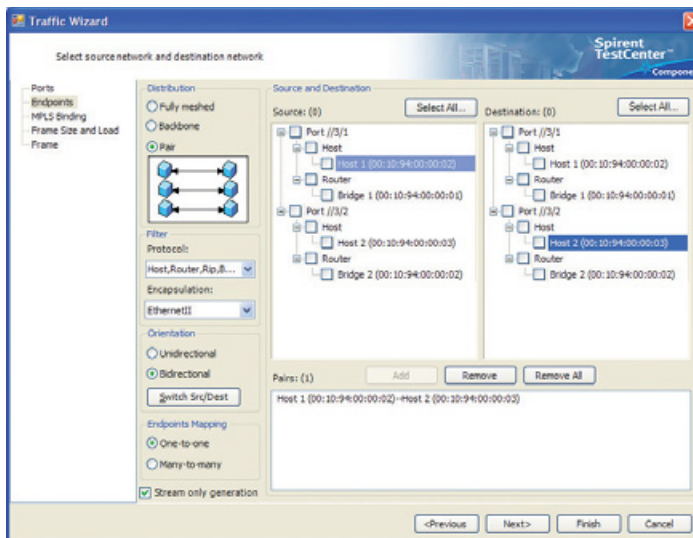 Traffic Wizard
Select source network and destination network
Spirent
TestCenter™
Compone
Ports
Endpoints
MPLS Binding
Frame Size and Load
Frame
Distribution
Fully meshed
Backbone
Pair
Filter
Protocol:
Host,Router,Rip,B...
Encapsulation:
EthernetII
Orientation
Unidirectional
Bidirectional
Switch Src/Dest
Endpoints Mapping
One-to-one
Many-to-many
Stream only generation
Source and Destination
Source: (0)
Select All...
Port //3/1
Host
Host 1 (00:10:94:00:00:02)
Router
Bridge 1 (00:10:94:00:00:01)
Port //3/2
Host
Host 2 (00:10:94:00:00:03)
Router
Bridge 2 (00:10:94:00:00:02)
Destination: (0)
Select All...
Port //3/1
Host
Host 1 (00:10:94:00:00:02)
Router
Bridge 1 (00:10:94:00:00:01)
Port //3/2
Host
Host 2 (00:10:94:00:00:03)
Router
Bridge 2 (00:10:94:00:00:02)
Pairs: (1)
Add
Remove
Remove All
Host 1 (00:10:94:00:00:02)--Host 2 (00:10:94:00:00:03)
<Previous
Next>
Finish
Cancel